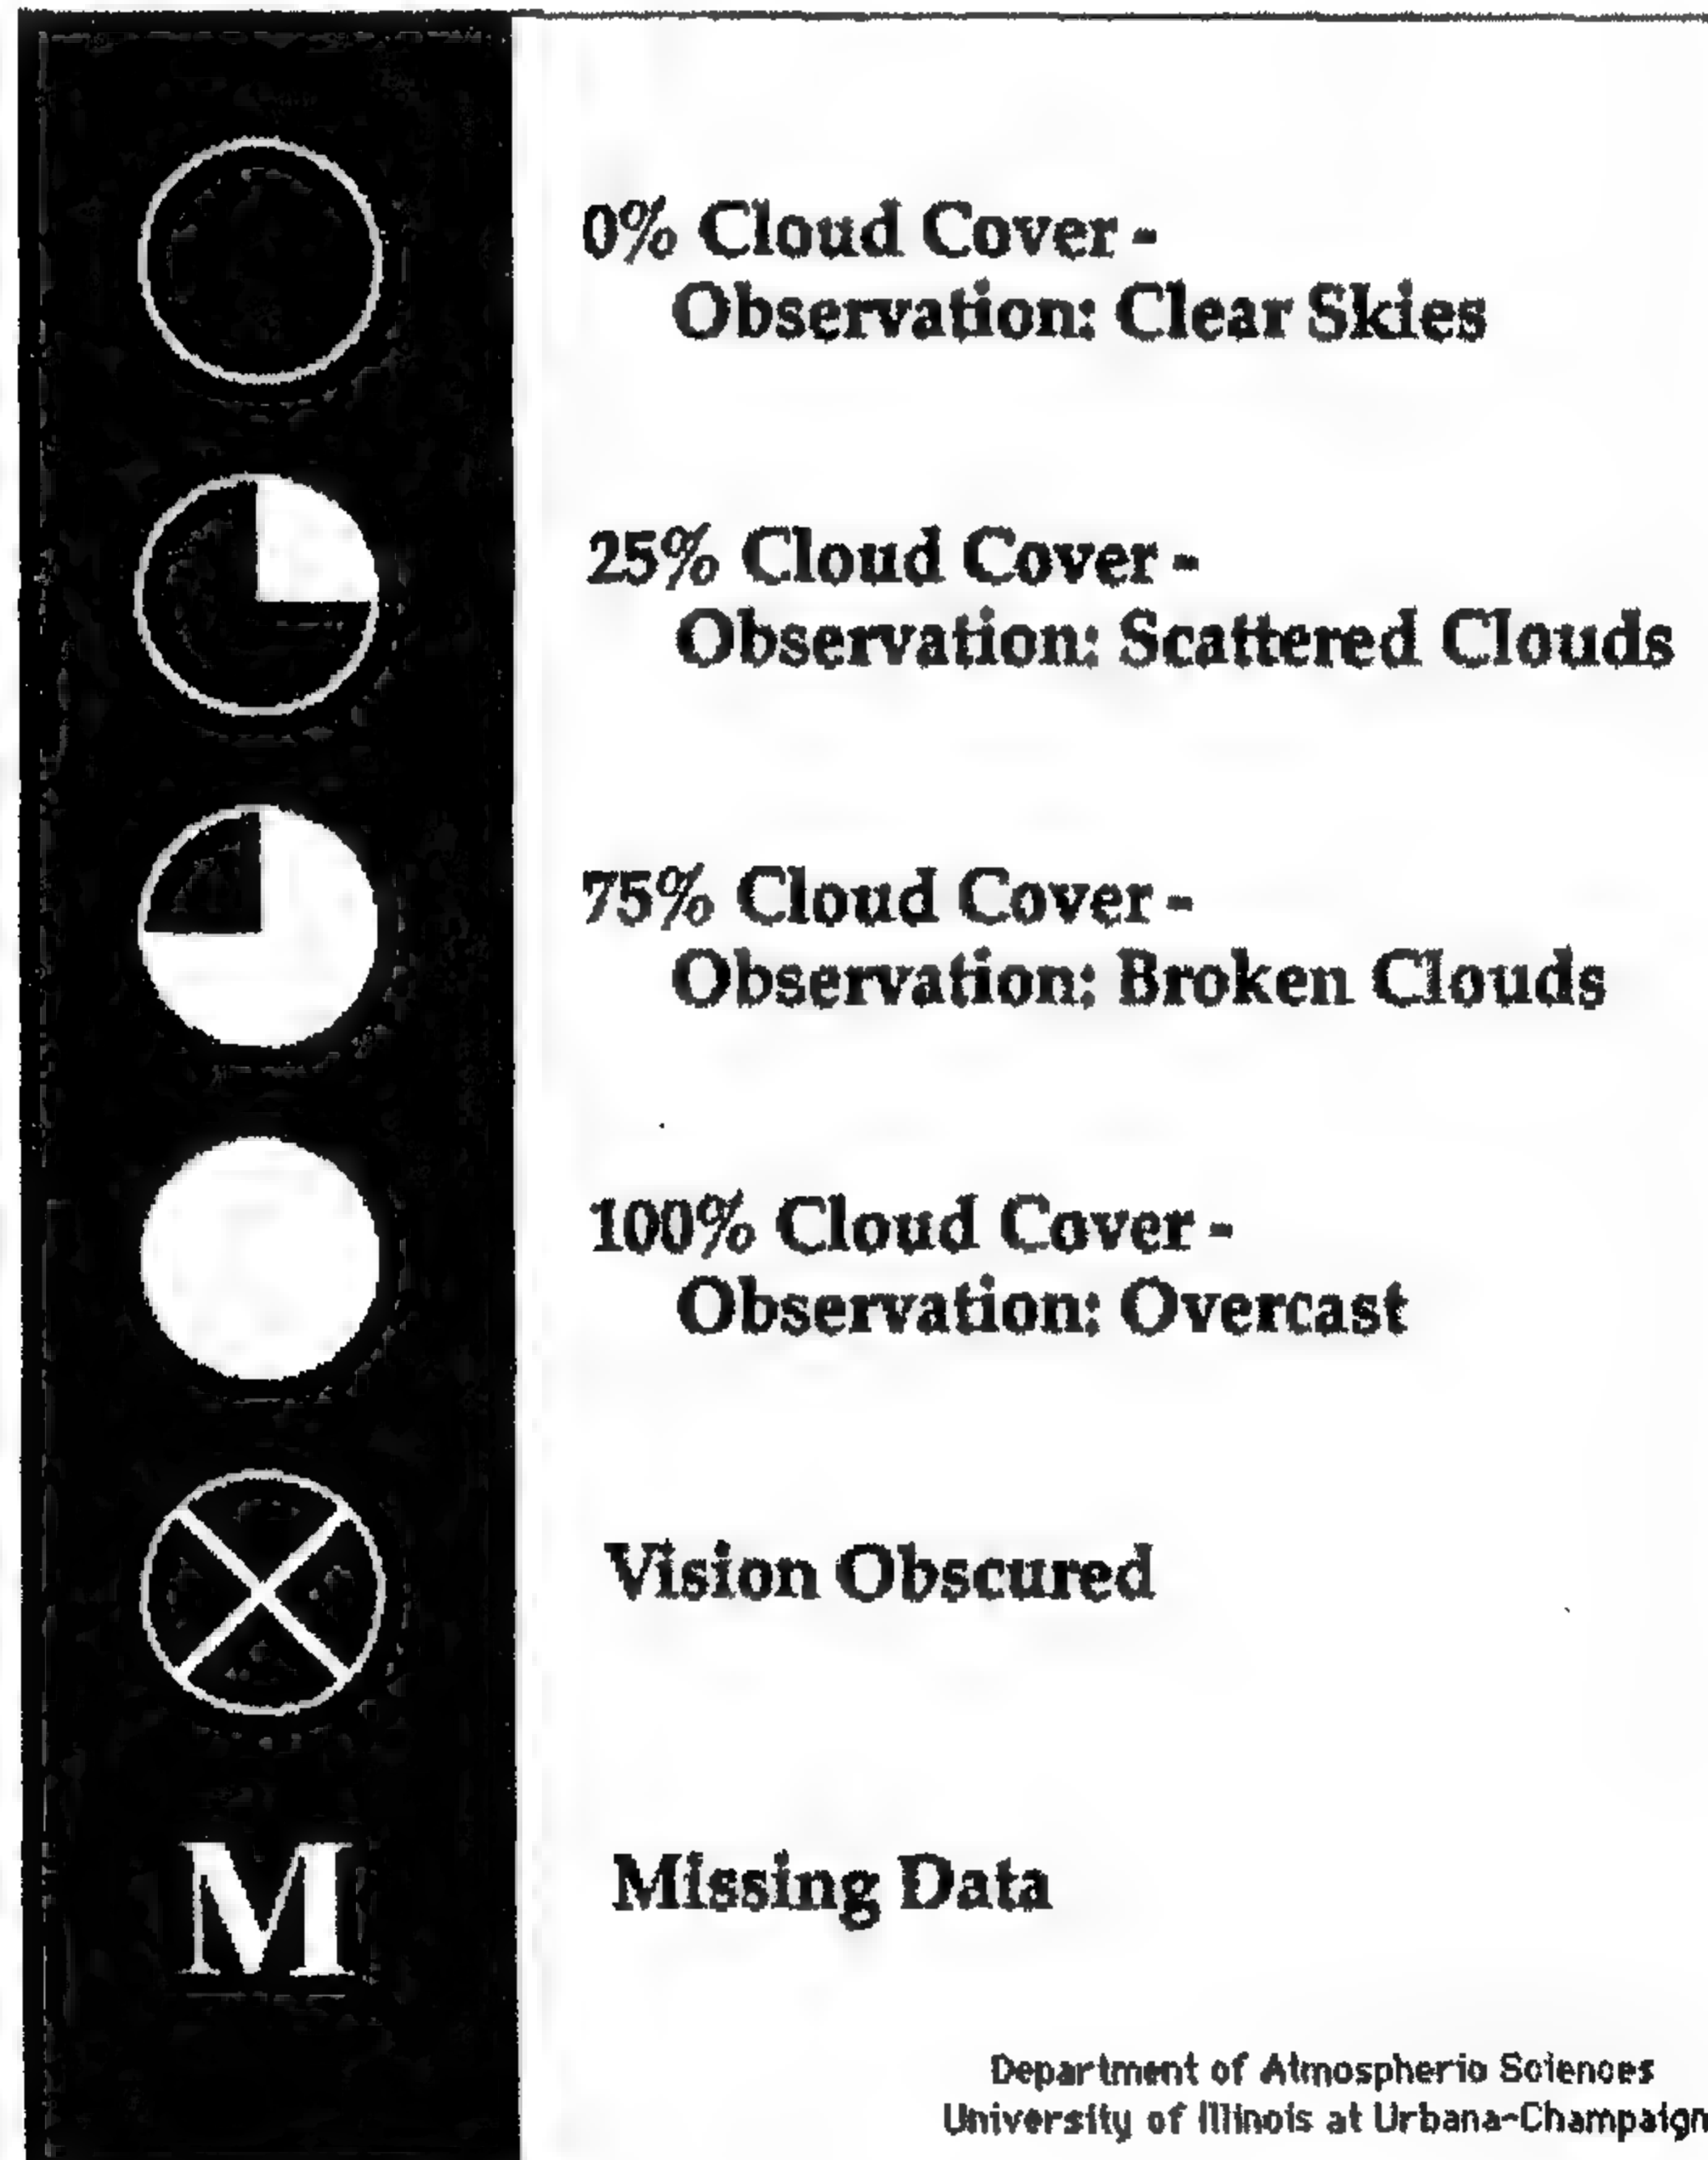 0% Cloud Cover -
Observation: Clear Skies
25% Cloud Cover -
Observation: Scattered Clouds
75% Cloud Cover -
Observation: Broken Clouds
100% Cloud Cover -
Observation: Overcast
Vision Obscured
M
Missing Data
Department of Atmospheric Sciences
University of Illinois at Urbana-Champaign